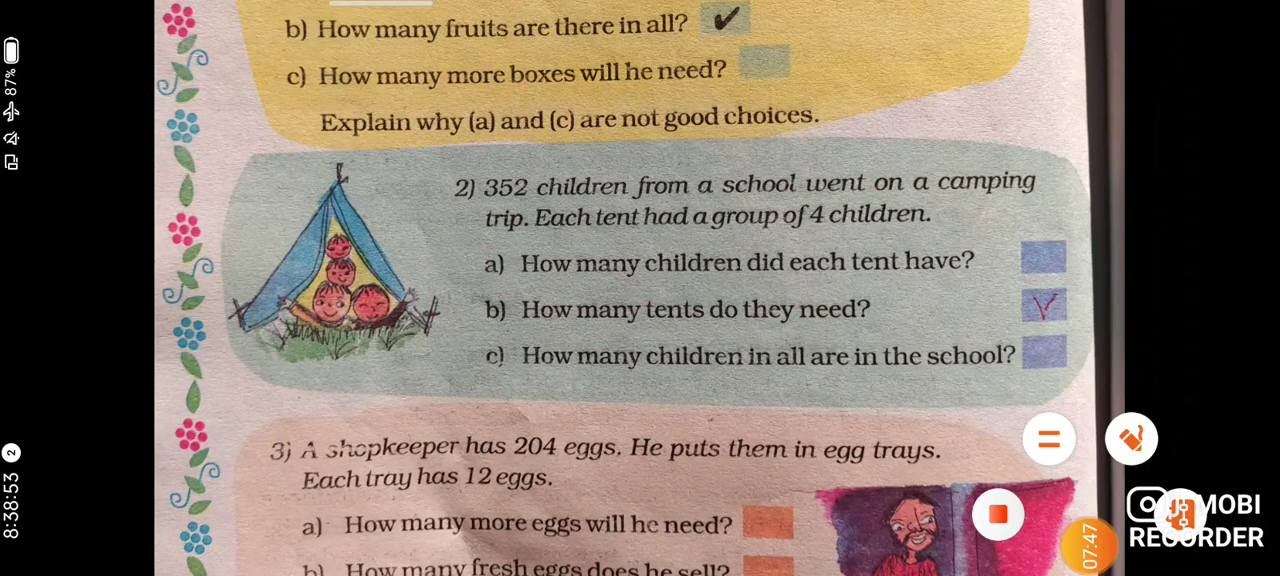 b) How many fruits are there in all? ✔
c) How many more boxes will he need?
Explain why (a) and (c) are not good choices.
2) 352 children from a school went on a camping
trip. Each tent had a group of 4 children.
a) How many children did each tent have?
b) How many tents do they need? ✓
c) How many children in all are in the school?
3) A shopkeeper has 204 eggs. He puts them in egg trays.
Each tray has 12 eggs.
a) How many more eggs will he need?
b) How many fresh eggs does he sell?
87%
2
8:38:53
07:47
MOBI
RECORDER